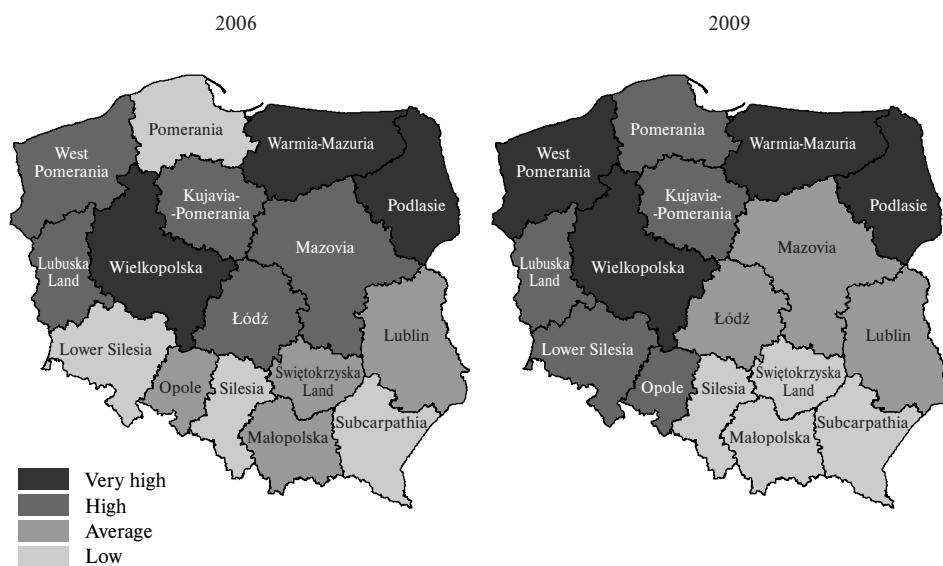 2006
Pomerania
Warmia-Mazuria
West
Pomerania
Kujavia-
-Pomerania
Podlasie
Mazovia
Lubuska
Land
Wielkopolska
Łódź
Lublin
Lower Silesia
Opole
Silesia
Świętokrzyska
Land
Subcarpathia
Małopolska
Very high
High
Average
Low
2009
Pomerania
Warmia-Mazuria
West
Pomerania
Kujavia-
-Pomerania
Podlasie
Mazovia
Lubuska
Land
Wielkopolska
Łódź
Lublin
Lower Silesia
Opole
Silesia
Świętokrzyska
Land
Subcarpathia
Małopolska